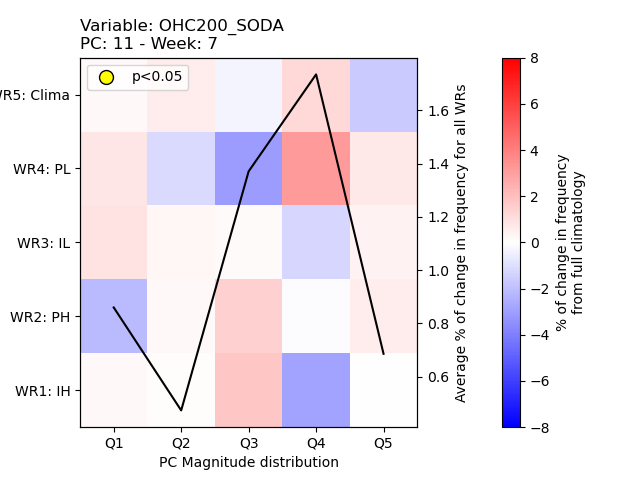 Variable: OHC200_SODA
PC: 11 - Week: 7
p<0.05
WR5: Clima
WR4: PL
WR3: IL
WR2: PH
WR1: IH
Q1 Q2 Q3 Q4 Q5
PC Magnitude distribution
1.6
1.4
1.2
1.0
0.8
0.6
Average % of change in frequency for all WRs
8
6
4
2
0
−2
−4
−6
−8
% of change in frequency
from full climatology